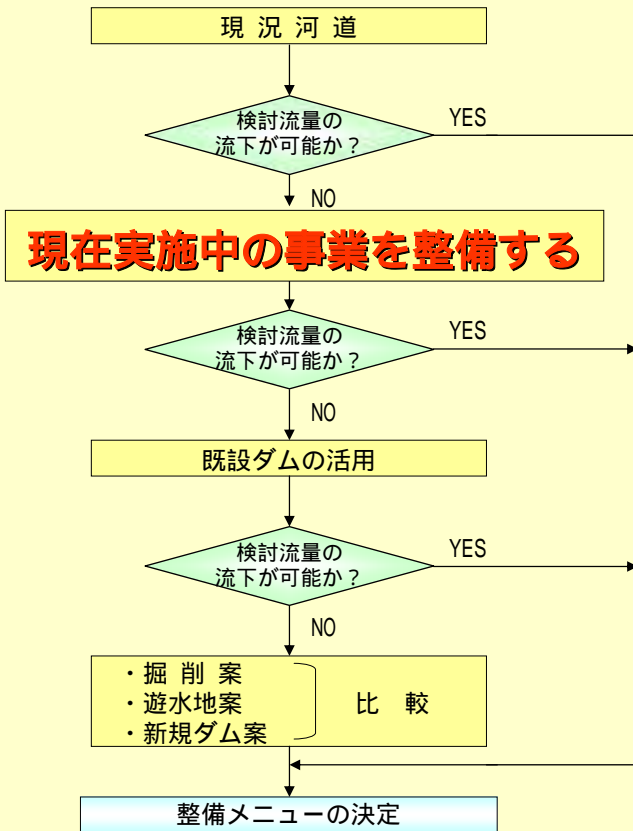 現 況 河 道
検討流量の
流下が可能か？
YES
NO
現在実施中の事業を整備する
検討流量の
流下が可能か？
YES
NO
既設ダムの活用
検討流量の
流下が可能か？
YES
NO
・掘 削 案
・遊水地案
・新規ダム案
比 較
整備メニューの決定